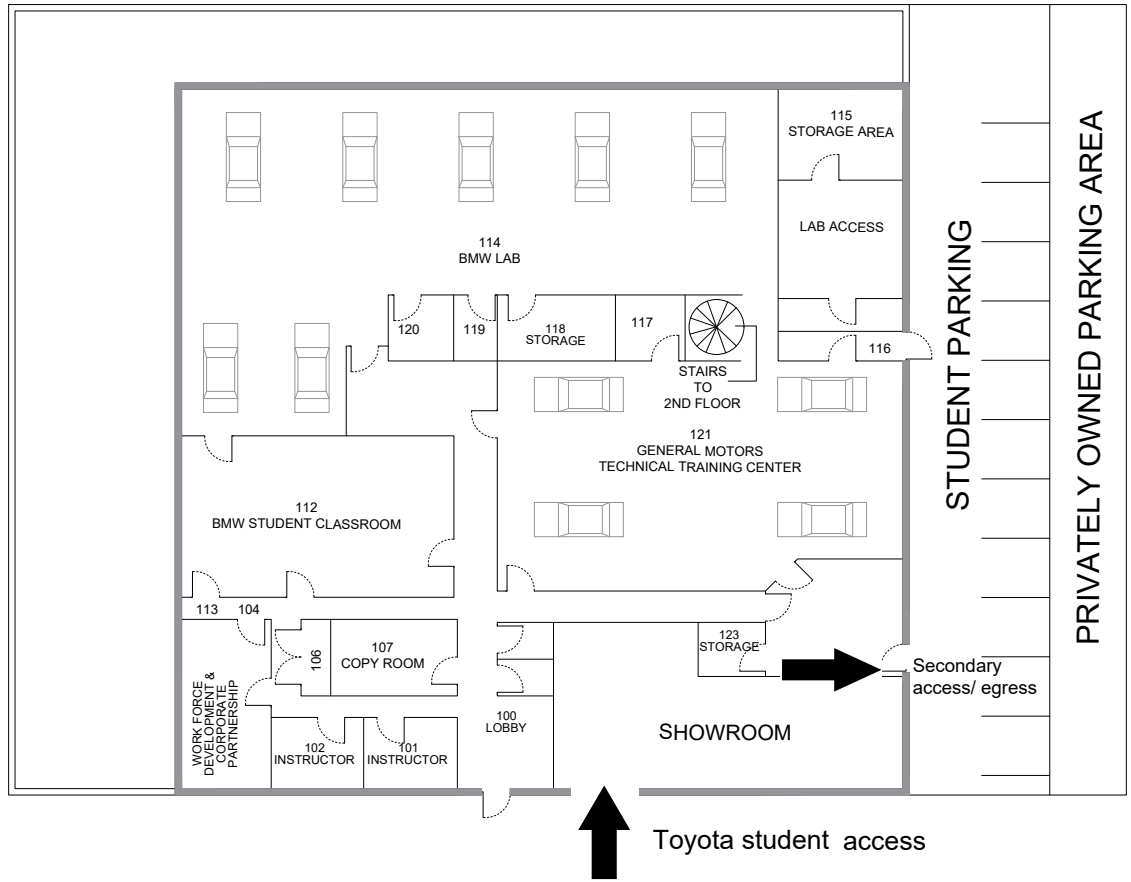 115
STORAGE AREA
LAB ACCESS
114
BMW LAB
120
119
118
STORAGE
117
116
STAIRS
TO
2ND FLOOR
121
GENERAL MOTORS
TECHNICAL TRAINING CENTER
112
BMW STUDENT CLASSROOM
113
104
106
107
COPY ROOM
123
STORAGE
WORK FORCE
DEVELOPMENT &
CORPORATE
PARTNERSHIP
102
INSTRUCTOR
101
INSTRUCTOR
100
LOBBY
SHOWROOM
Secondary
access/ egress
STUDENT PARKING
PRIVATELY OWNED PARKING AREA
Toyota student access